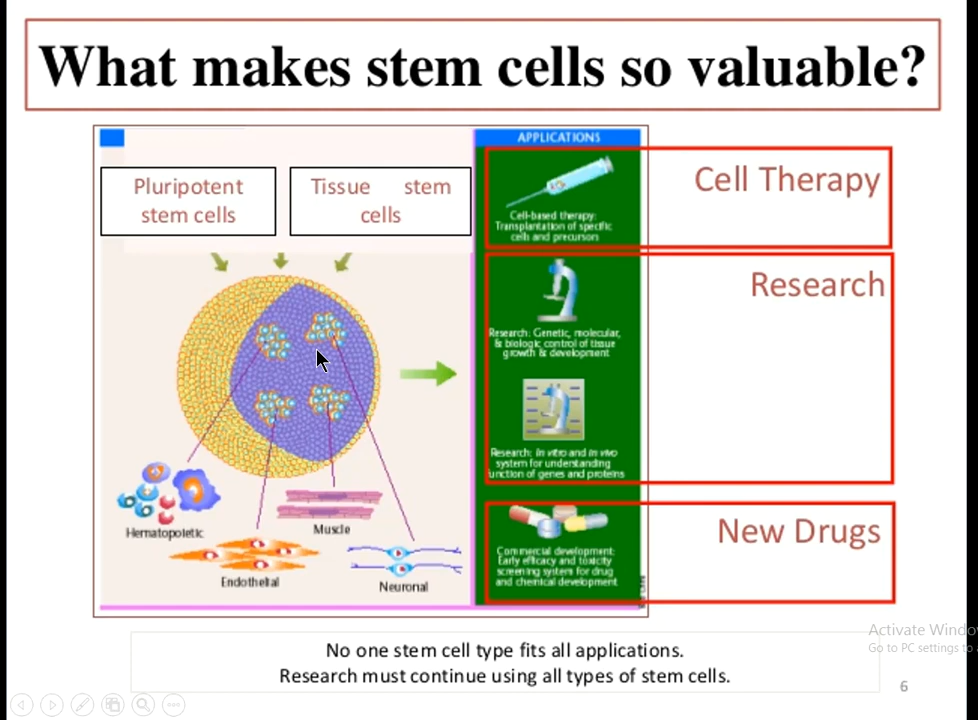 What makes stem cells so valuable?
APPLICATIONS
Pluripotent
stem cells
Tissue stem
cells
Cell-based therapy:
Transplantation of specific
cells and precursors
Cell Therapy
Research: Genetic, molecular,
& biologic control of tissue
growth & development
Research
Research: In vitro and in vivo
system for understanding
function of genes and proteins
Commercial development:
Early efficacy and toxicity
screening system for drug
and chemical development
New Drugs
Hematopoietic
Muscle
Endothelial
Neuronal
No one stem cell type fits all applications.
Research must continue using all types of stem cells.
Activate Windo
Go to PC settings to a
6